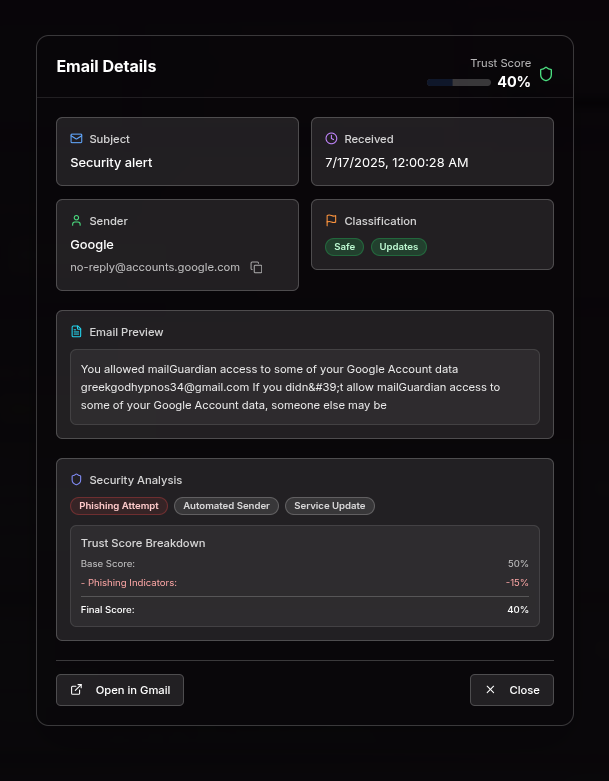 Email Details
Trust Score
40%
Subject
Security alert
Received
7/17/2025, 12:00:28 AM
Sender
Google
no-reply@accounts.google.com
Classification
Safe Updates
Email Preview
You allowed mailGuardian access to some of your Google Account data
greekgodhypnos34@gmail.com If you didn&#39;t allow mailGuardian access to
some of your Google Account data, someone else may be
Security Analysis
Phishing Attempt Automated Sender Service Update
Trust Score Breakdown
Base Score: 50%
- Phishing Indicators: -15%
Final Score: 40%
Open in Gmail
Close